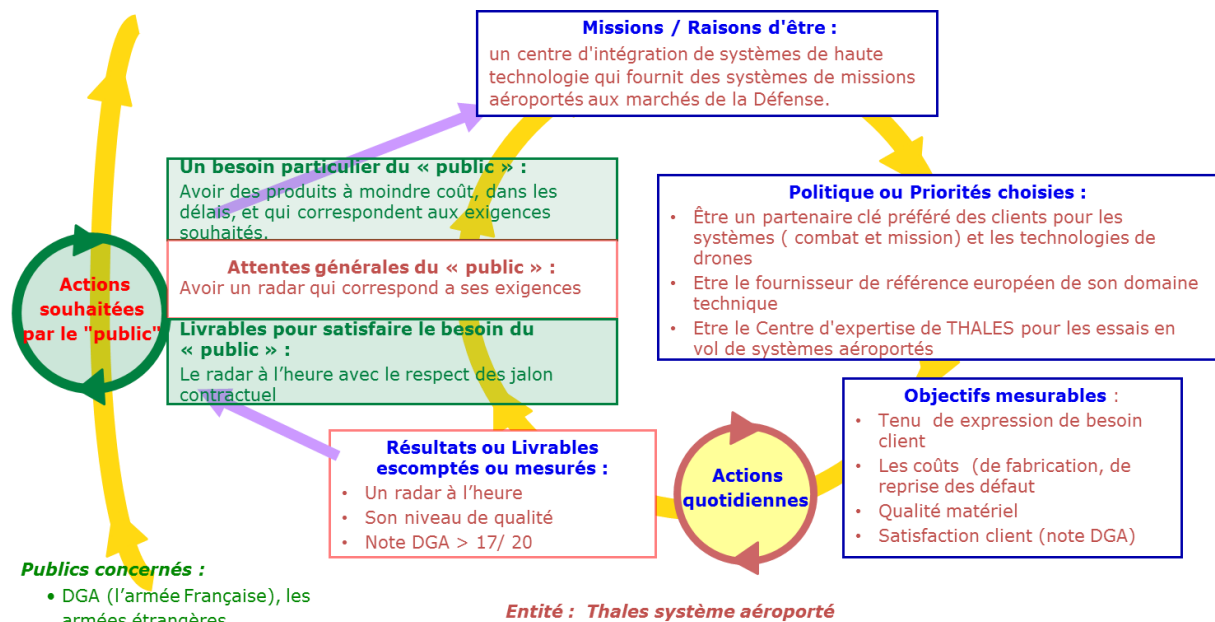 Missions / Raisons d'être :
un centre d'intégration de systèmes de haute
technologie qui fournit des systèmes de missions
aéroportés aux marchés de la Défense.
Un besoin particulier du « public » :
Avoir des produits à moindre coût, dans les
délais, et qui correspondent aux exigences
souhaités.
Attentes générales du « public » :
Avoir un radar qui correspond a ses exigences
Livrables pour satisfaire le besoin du
« public » :
Le radar à l'heure avec le respect des jalon
contractuel
Actions
souhaitées
par le "public"
Politique ou Priorités choisies :
• Être un partenaire clé préféré des clients pour les
systèmes ( combat et mission) et les technologies de
drones
• Etre le fournisseur de référence européen de son domaine
technique
• Etre le Centre d'expertise de THALES pour les essais en
vol de systèmes aéroportés
Objectifs mesurables :
• Tenu de expression de besoin
client
• Les coûts (de fabrication, de
reprise des défaut
• Qualité matériel
• Satisfaction client (note DGA)
Actions
quotidiennes
Résultats ou Livrables
escomptés ou mesurés :
• Un radar à l'heure
• Son niveau de qualité
• Note DGA > 17/ 20
Publics concernés :
• DGA (l'armée Française), les
armées étrangères
Entité : Thales système aéroporté